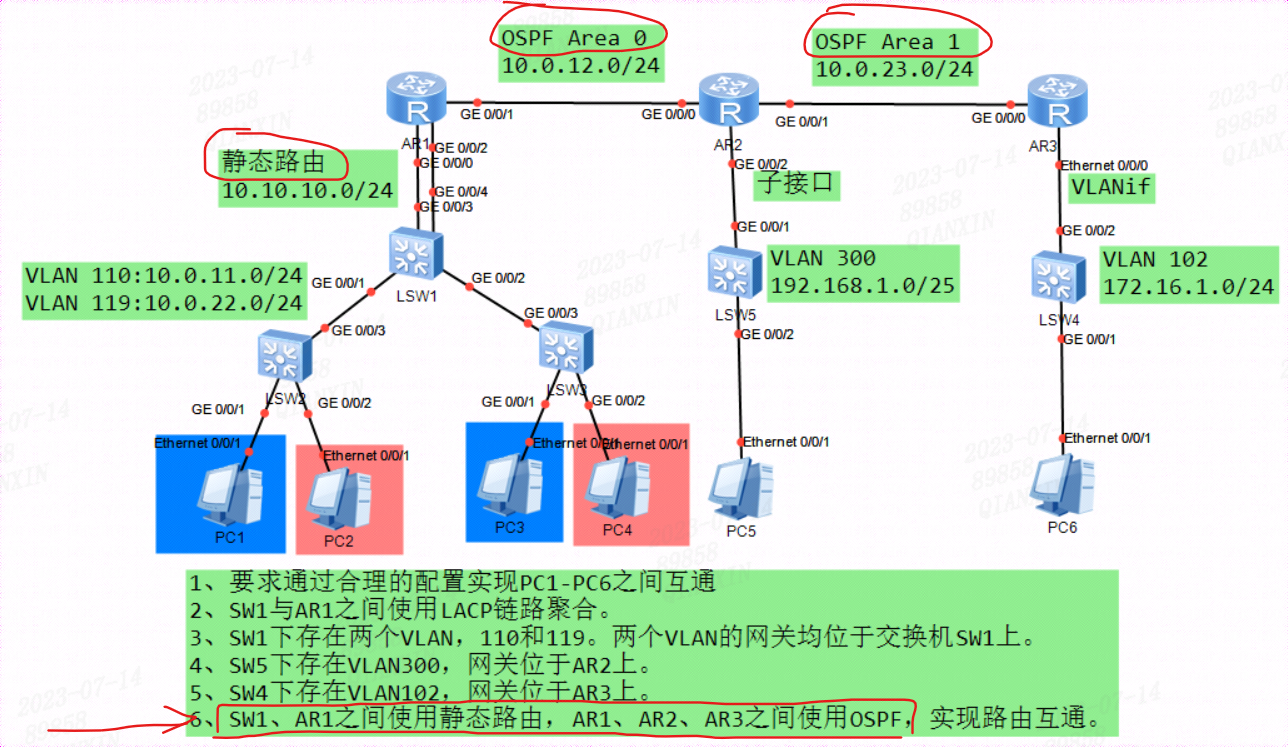 OSPF Area 0
10.0.12.0/24
OSPF Area 1
10.0.23.0/24
R
GE 0/0/1
GE 0/0/0
R
GE 0/0/1
GE 0/0/0
R
AR1
AR2
AR3
GE 0/0/2
GE 0/0/0
静态路由
10.10.10.0/24
GE 0/0/4
GE 0/0/3
GE 0/0/2
子接口
Ethernet 0/0/0
VLANif
GE 0/0/1
GE 0/0/2
VLAN 110:10.0.11.0/24
VLAN 119:10.0.22.0/24
GE 0/0/1
LSW1
GE 0/0/2
VLAN 300
192.168.1.0/25
VLAN 102
172.16.1.0/24
LSW5
LSW4
GE 0/0/3
GE 0/0/3
GE 0/0/2
GE 0/0/1
LSW2
LSW3
GE 0/0/1
GE 0/0/2
GE 0/0/1
GE 0/0/2
Ethernet 0/0/1
Ethernet 0/0/1
Ethernet 0/0/1
Ethernet 0/0/1
Ethernet 0/0/1
Ethernet 0/0/1
PC1
PC2
PC3
PC4
PC5
PC6
1、要求通过合理的配置实现PC1-PC6之间互通
2、SW1与AR1之间使用LACP链路聚合。
3、SW1下存在两个VLAN，110和119。两个VLAN的网关均位于交换机SW1上。
4、SW5下存在VLAN300，网关位于AR2上。
5、SW4下存在VLAN102，网关位于AR3上。
6、SW1、AR1之间使用静态路由，AR1、AR2、AR3之间使用OSPF，实现路由互通。
2023-07-14
89858
QIANXIN